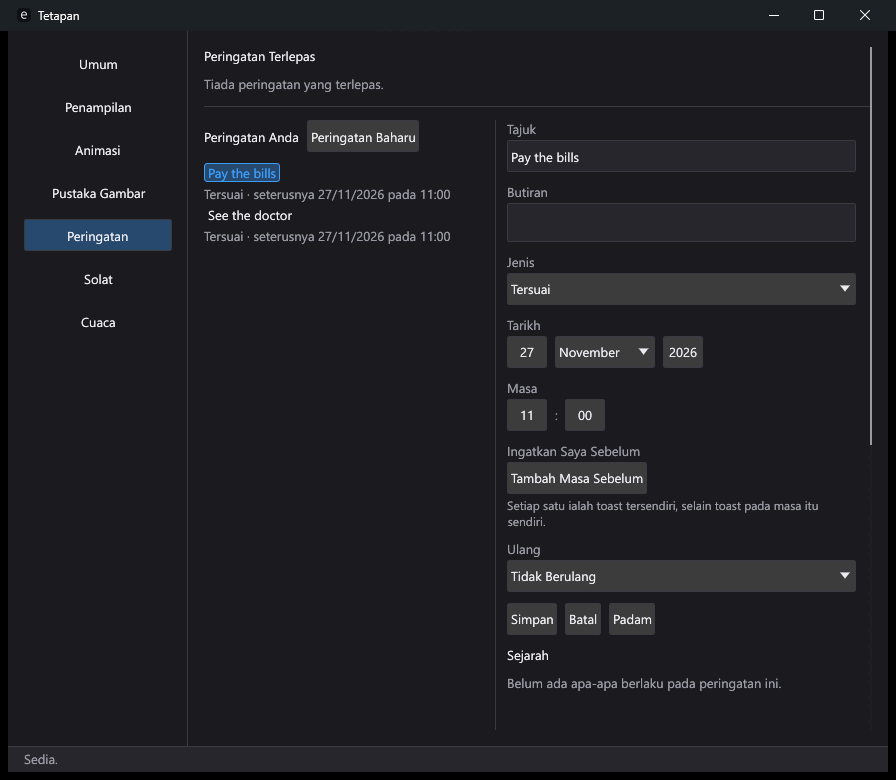 e Tetapan
Umum
Penampilan
Animasi
Pustaka Gambar
Peringatan
Solat
Cuaca
Peringatan Terlepas
Tiada peringatan yang terlepas.
Peringatan Anda
Peringatan Baharu
Pay the bills
Tersuai · seterusnya 27/11/2026 pada 11:00
See the doctor
Tersuai · seterusnya 27/11/2026 pada 11:00
Tajuk
Pay the bills
Butiran
Jenis
Tersuai
Tarikh
27 November 2026
Masa
11 : 00
Ingatkan Saya Sebelum
Tambah Masa Sebelum
Setiap satu ialah toast tersendiri, selain toast pada masa itu
sendiri.
Ulang
Tidak Berulang
Simpan Batal Padam
Sejarah
Belum ada apa-apa berlaku pada peringatan ini.
Sedia.